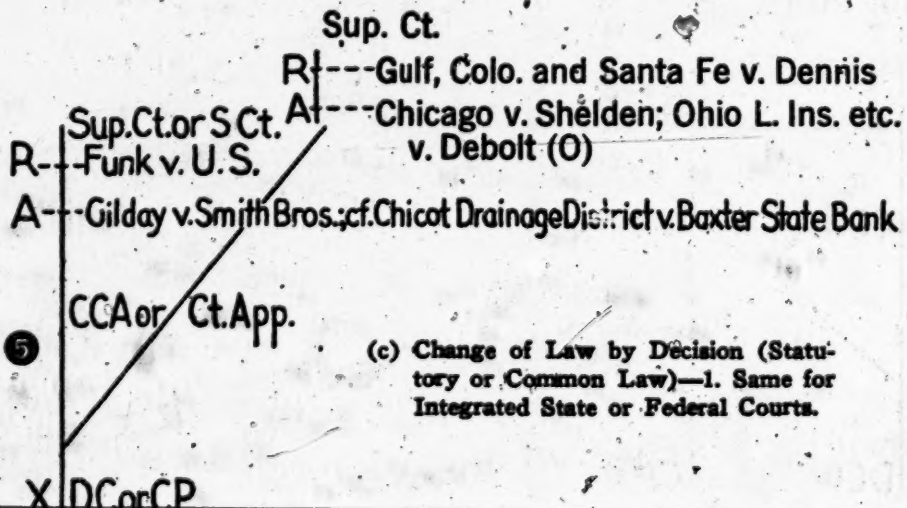 Sup. Ct.
R---Gulf, Colo. and Santa Fe v. Dennis
A---Chicago v. Shelden; Ohio L. Ins. etc.
v. Debolt (O)
Sup.Ct.or S Ct.
R---Funk v. U.S.
A---Gilday v. Smith Bros.;cf. Chicot Drainage District v. Baxter State Bank
CCA or Ct. App.
5
(c) Change of Law by Decision (Statu-
tory or Common Law)—1. Same for
Integrated State or Federal Courts.
X DC or CP